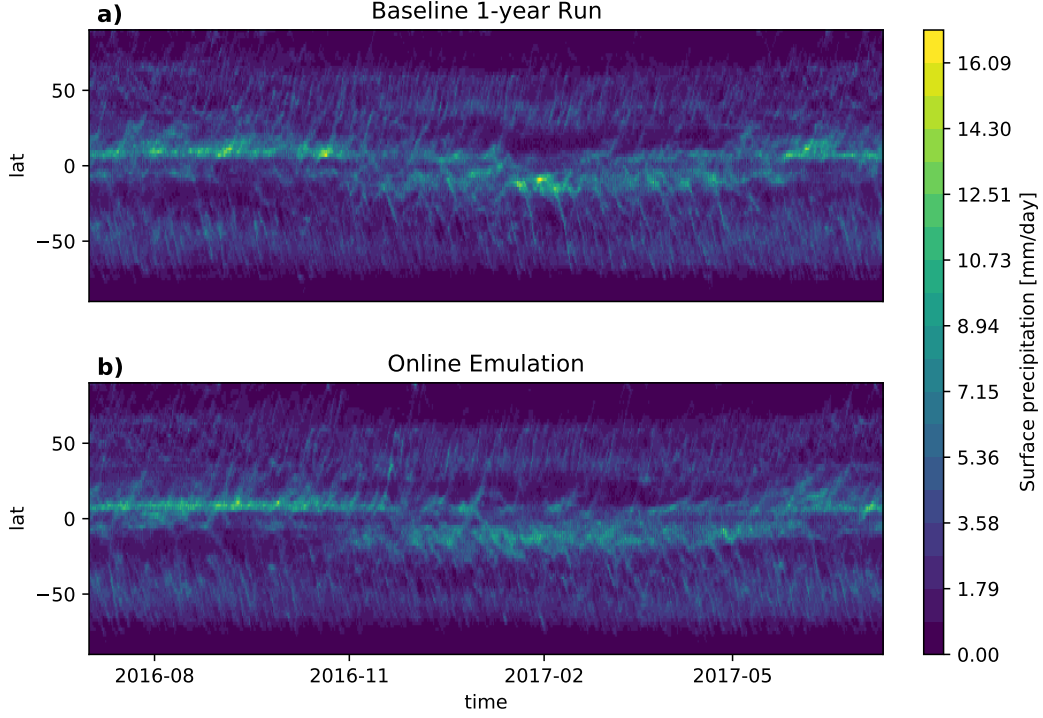 a) Baseline 1-year Run
50
0
−50
lat
b) Online Emulation
50
0
−50
lat
2016-08 2016-11 2017-02 2017-05
time
16.09
14.30
12.51
10.73
8.94
7.15
5.36
3.58
1.79
0.00
Surface precipitation [mm/day]